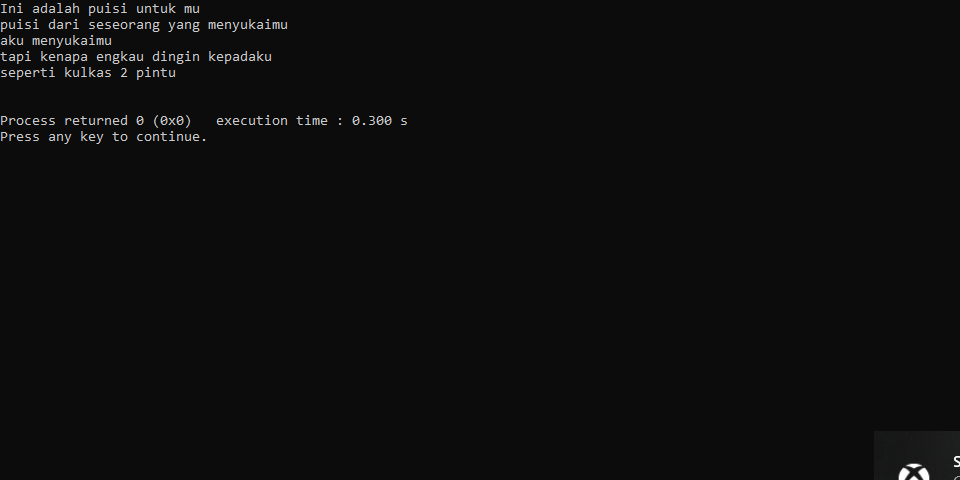 Ini adalah puisi untuk mu
puisi dari seseorang yang menyukaimu
aku menyukaimu
tapi kenapa engkau dingin kepadaku
seperti kulkas 2 pintu
Process returned 0 (0x0)   execution time : 0.300 s
Press any key to continue.